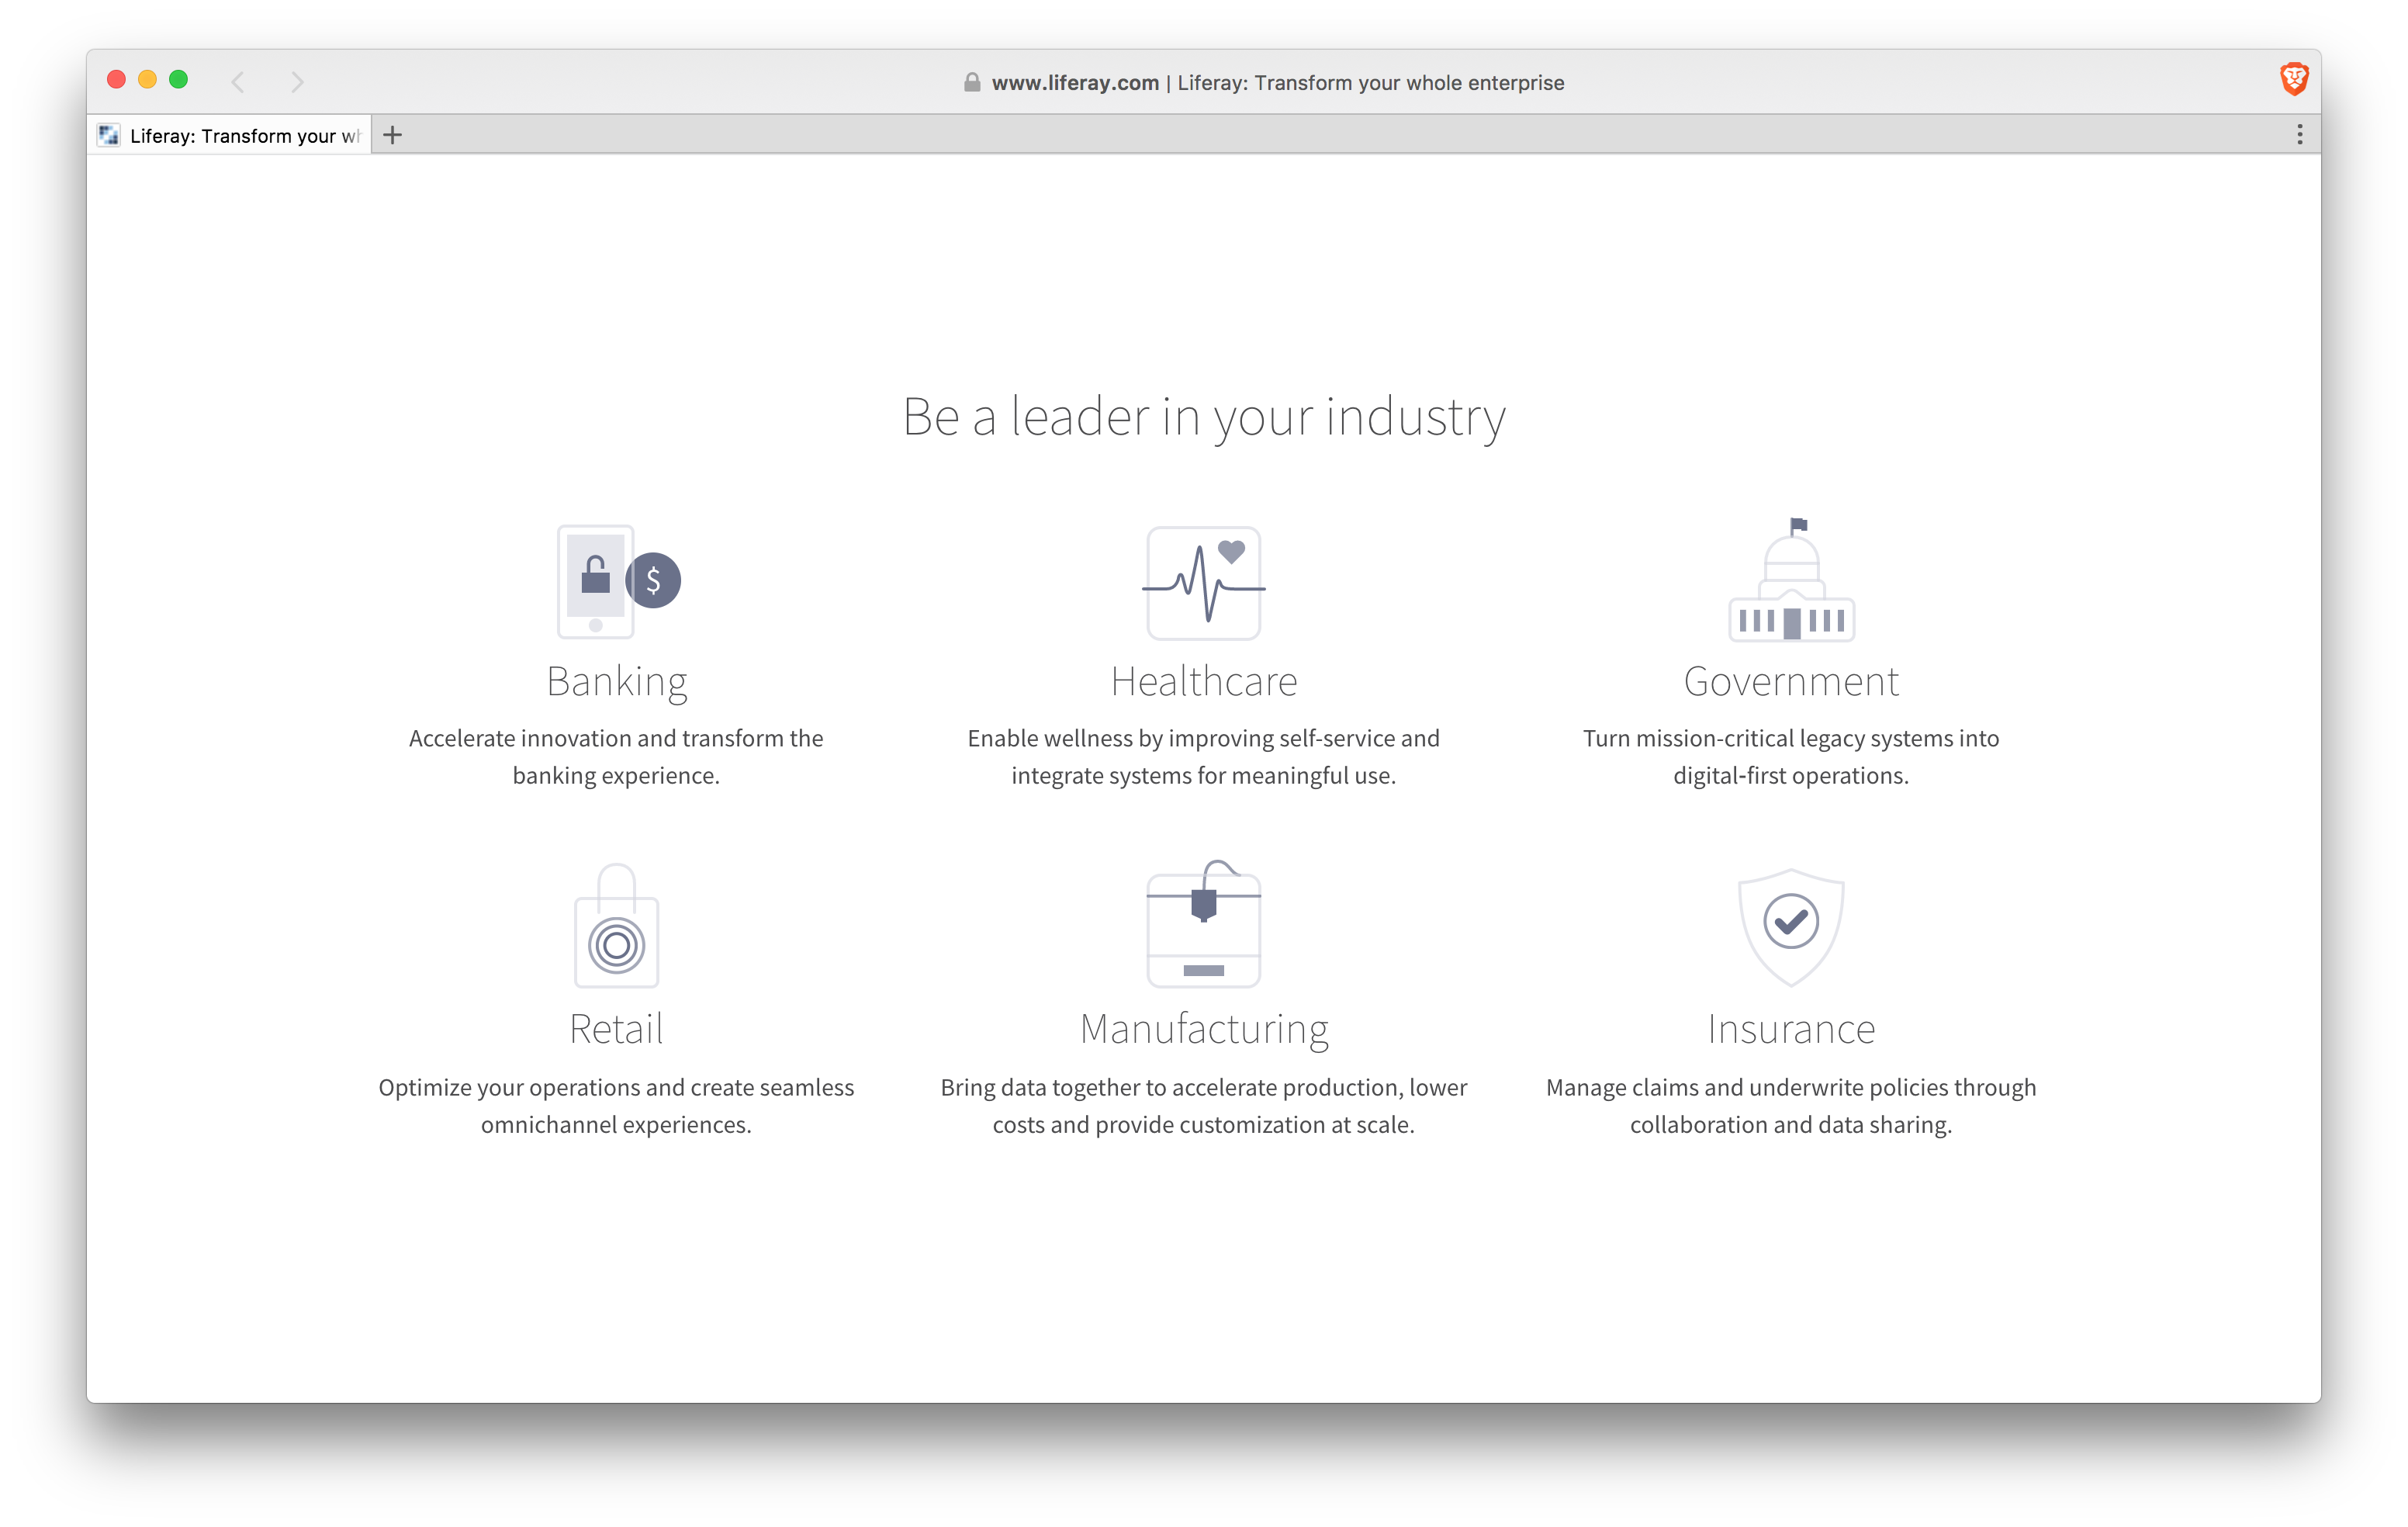 www.liferay.com | Liferay: Transform your whole enterprise
Liferay: Transform your wh
Be a leader in your industry
$
Banking
Accelerate innovation and transform the
banking experience.
Healthcare
Enable wellness by improving self-service and
integrate systems for meaningful use.
Government
Turn mission-critical legacy systems into
digital-first operations.
Retail
Optimize your operations and create seamless
omnichannel experiences.
Manufacturing
Bring data together to accelerate production, lower
costs and provide customization at scale.
Insurance
Manage claims and underwrite policies through
collaboration and data sharing.